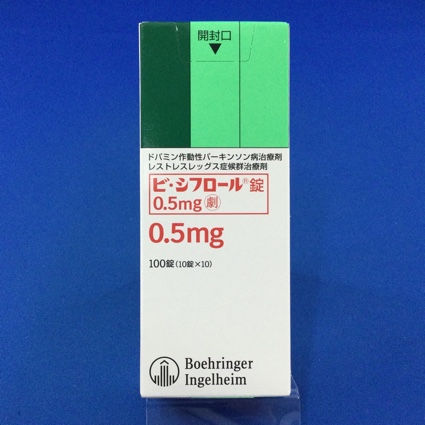 開封口
▼
ドパミン作動性パーキンソン病治療剤
レストレスレッグス症候群治療剤
ビ・シフロール®錠
0.5mg 劇
0.5mg
100錠(10錠×10)
Boehringer
Ingelheim